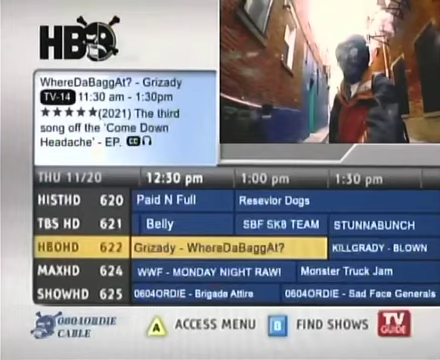 HBO
WhereDaBaggAt? - Grizady
TV-14 11:30 am - 1:30pm
★★★★★(2021) The third
song off the 'Come Down
Headache' - EP. CC
THU 11/20 12:30 pm 1:00 pm 1:30 pm
HISTHD 620 Paid N Full Resevior Dogs
TBS HD 621 Belly SBF SK8 TEAM STUNNABUNCH
HBOHD 622 Grizady - WhereDaBaggAt? KILLGRADY - BLOWN
MAXHD 624 WWF - MONDAY NIGHT RAW! Monster Truck Jam
SHOWHD 625 0604ORDIE - Brigade Attire 0604ORDIE - Sad Face Generals
0604ORDIE
CABLE
A ACCESS MENU B FIND SHOWS TV
GUIDE